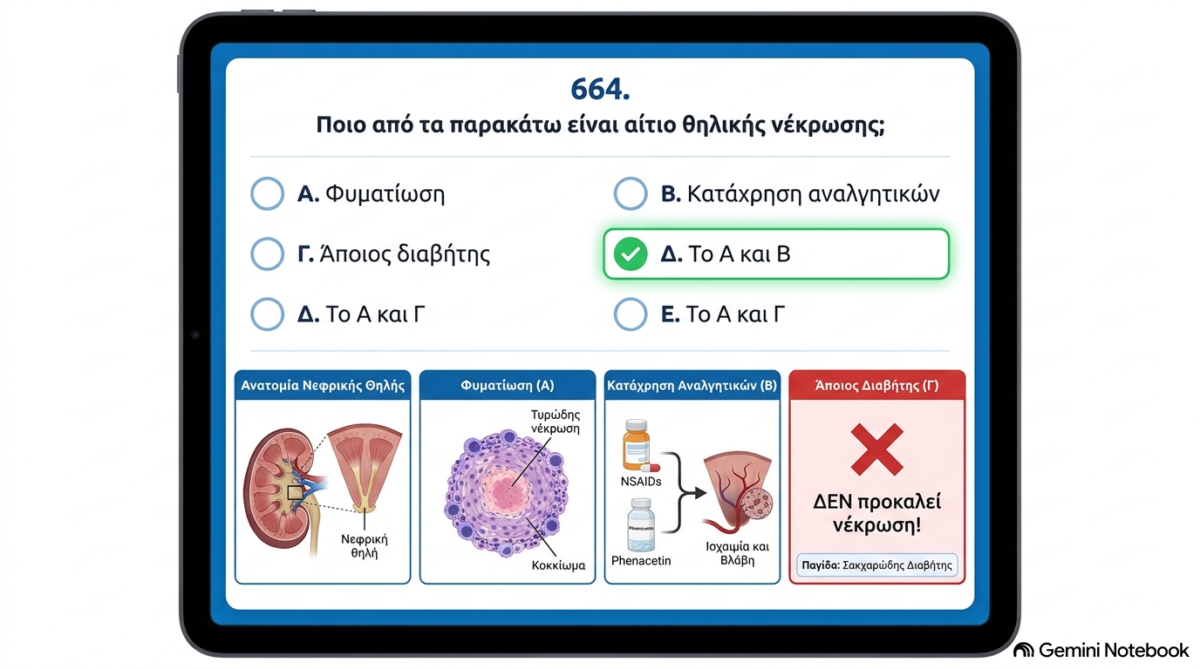 664.
Ποιο από τα παρακάτω είναι αίτιο θηλικής νέκρωσης;
Α. Φυματίωση
Β. Κατάχρηση αναλγητικών
Γ. Άποιος διαβήτης
Δ. Το Α και Β
Δ. Το Α και Γ
Ε. Το Α και Γ
Ανατομία Νεφρικής Θηλής
Νεφρική
θηλή
Φυματίωση (Α)
Τυρώδης
νέκρωση
Κοκκίωμα
Κατάχρηση Αναλγητικών (Β)
NSAIDs
Phenacetin
Ισχαιμία και
Βλάβη
Άποιος Διαβήτης (Γ)
ΔΕΝ προκαλεί
νέκρωση!
Παγίδα: Σακχαρώδης Διαβήτης
Gemini Notebook